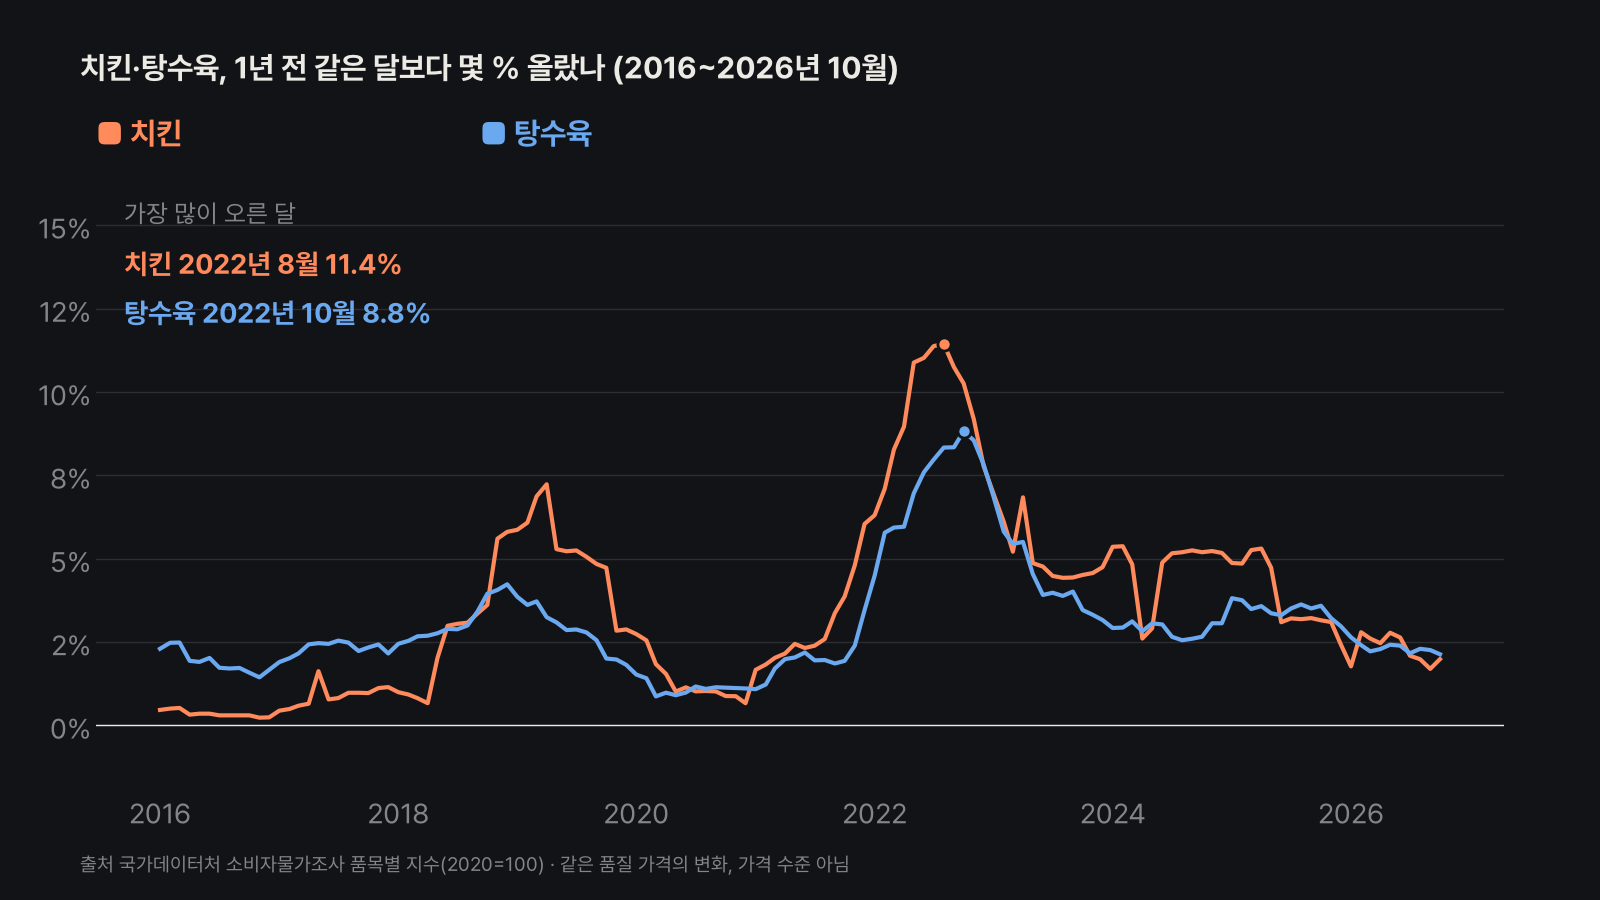 치킨·탕수육, 1년 전 같은 달보다 몇 % 올랐나 (2016~2026년 10월)
치킨
탕수육
가장 많이 오른 달
15%
치킨 2022년 8월 11.4%
12%
탕수육 2022년 10월 8.8%
10%
8%
5%
2%
0%
2016 2018 2020 2022 2024 2026
출처 국가데이터처 소비자물가조사 품목별 지수(2020=100) · 같은 품질 가격의 변화, 가격 수준 아님